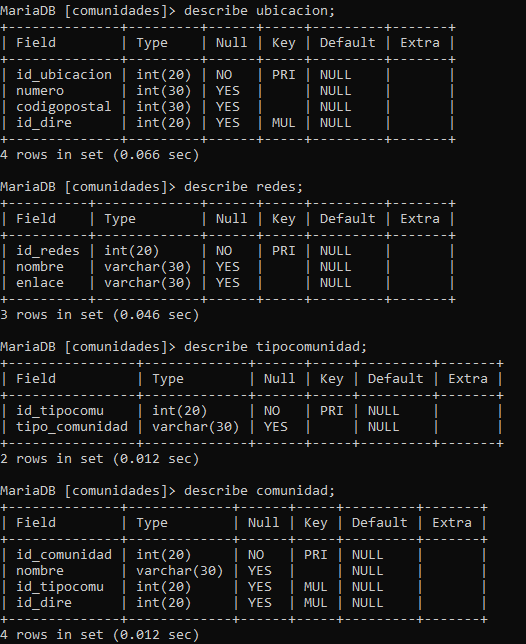 MariaDB [comunidades]> describe ubicacion;
+--------------+---------+------+-----+---------+-------+
| Field        | Type    | Null | Key | Default | Extra |
+--------------+---------+------+-----+---------+-------+
| id_ubicacion | int(20) | NO   | PRI | NULL    |       |
| numero       | int(30) | YES  |     | NULL    |       |
| codigopostal | int(30) | YES  |     | NULL    |       |
| id_dire      | int(20) | YES  | MUL | NULL    |       |
+--------------+---------+------+-----+---------+-------+
4 rows in set (0.066 sec)
MariaDB [comunidades]> describe redes;
+----------+-------------+------+-----+---------+-------+
| Field    | Type        | Null | Key | Default | Extra |
+----------+-------------+------+-----+---------+-------+
| id_redes | int(20)     | NO   | PRI | NULL    |       |
| nombre   | varchar(30) | YES  |     | NULL    |       |
| enlace   | varchar(30) | YES  |     | NULL    |       |
+----------+-------------+------+-----+---------+-------+
3 rows in set (0.046 sec)
MariaDB [comunidades]> describe tipocomunidad;
+----------------+-------------+------+-----+---------+-------+
| Field          | Type        | Null | Key | Default | Extra |
+----------------+-------------+------+-----+---------+-------+
| id_tipocomu    | int(20)     | NO   | PRI | NULL    |       |
| tipo_comunidad | varchar(30) | YES  |     | NULL    |       |
+----------------+-------------+------+-----+---------+-------+
2 rows in set (0.012 sec)
MariaDB [comunidades]> describe comunidad;
+--------------+-------------+------+-----+---------+-------+
| Field        | Type        | Null | Key | Default | Extra |
+--------------+-------------+------+-----+---------+-------+
| id_comunidad | int(20)     | NO   | PRI | NULL    |       |
| nombre       | varchar(30) | YES  |     | NULL    |       |
| id_tipocomu  | int(20)     | YES  | MUL | NULL    |       |
| id_dire      | int(20)     | YES  | MUL | NULL    |       |
+--------------+-------------+------+-----+---------+-------+
4 rows in set (0.012 sec)